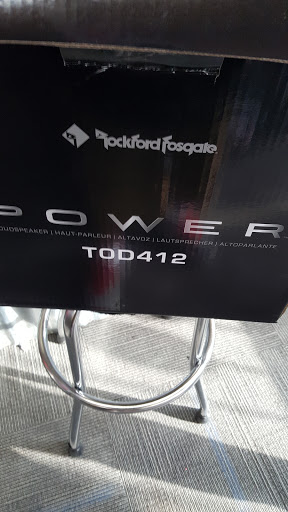 Rockford Fosgate
POWER
LOUDSPEAKER | HAUT-PARLEUR | ALTAVOZ | LAUTSPRECHER | ALTOPARLANTE
TOD412